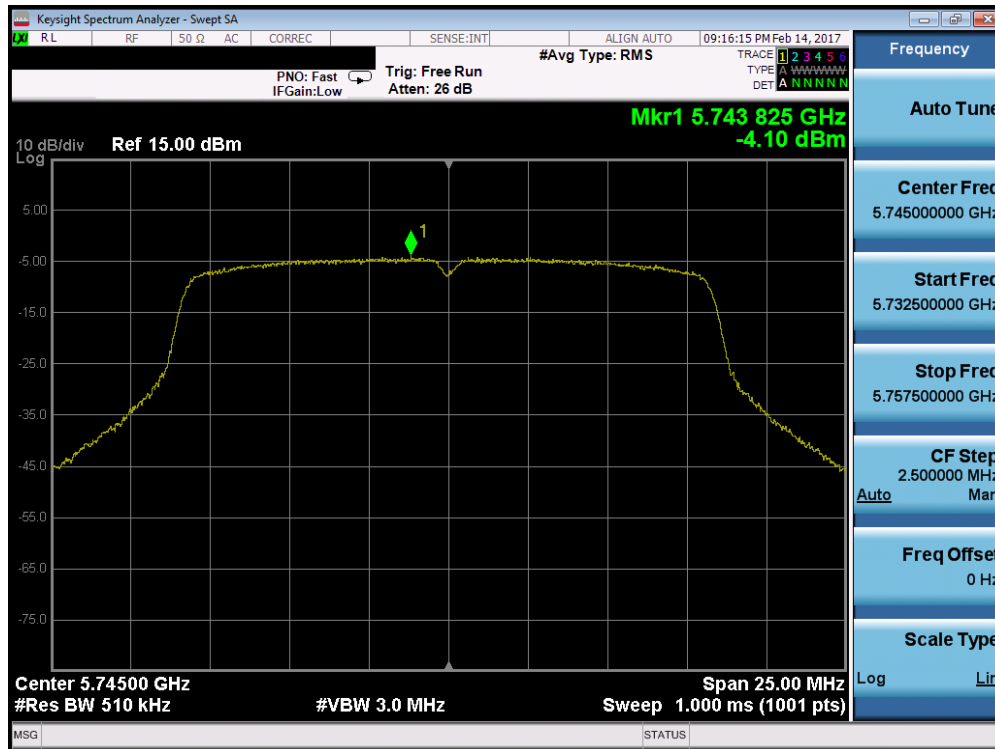 Keysight Spectrum Analyzer - Swept SA
LXI RL RF 50 Ω AC CORREC SENSE:INT ALIGN AUTO 09:16:15 PM Feb 14, 2017
PNO: Fast
IFGain:Low
Trig: Free Run
Atten: 26 dB
#Avg Type: RMS
TRACE 1 2 3 4 5 6
TYPE A WWWWW
DET A N N N N N
Mkr1 5.743 825 GHz
-4.10 dBm
10 dB/div
Log
Ref 15.00 dBm
5.00
-5.00
-15.0
-25.0
-35.0
-45.0
-55.0
-65.0
-75.0
1
Center 5.74500 GHz
#Res BW 510 kHz
#VBW 3.0 MHz
Span 25.00 MHz
Sweep 1.000 ms (1001 pts)
MSG
STATUS
Frequency
Auto Tune
Center Freq
5.745000000 GHz
Start Freq
5.732500000 GHz
Stop Freq
5.757500000 GHz
CF Step
2.500000 MHz
Auto Man
Freq Offset
0 Hz
Scale Type
Log Lin